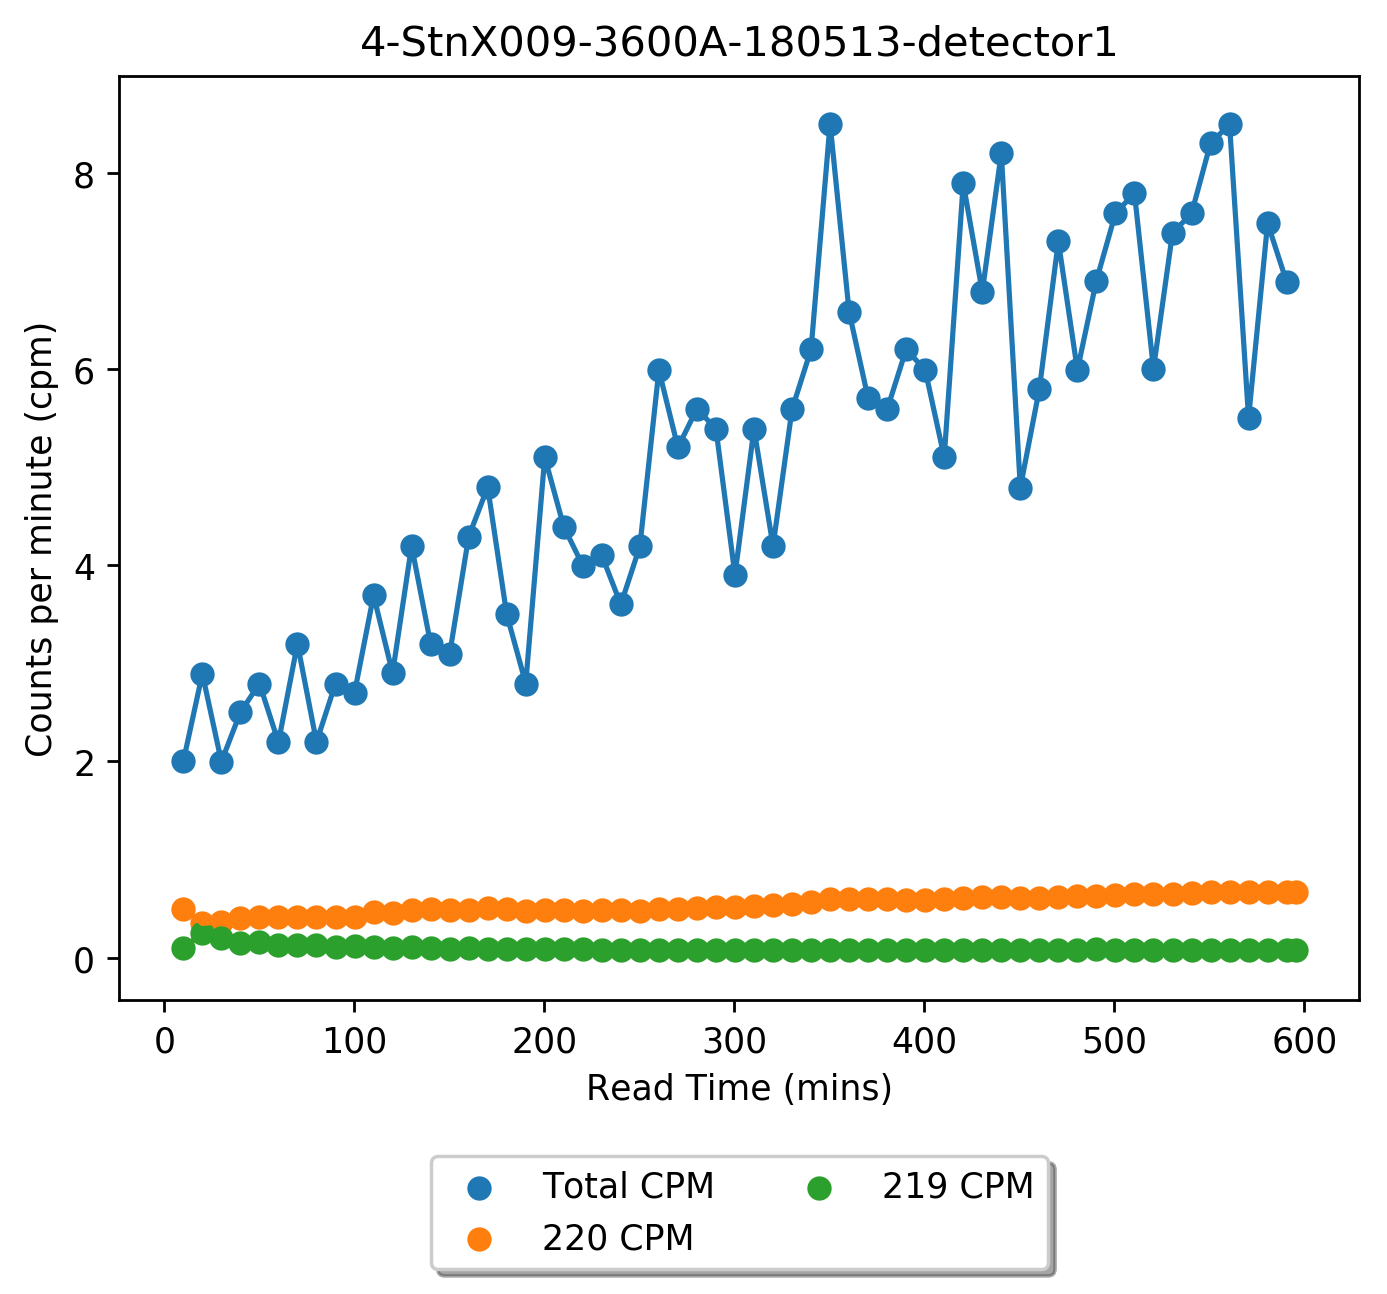 4-StnX009-3600A-180513-detector1
Counts per minute (cpm)
8
6
4
2
0
0 100 200 300 400 500 600
Read Time (mins)
Total CPM 219 CPM
220 CPM